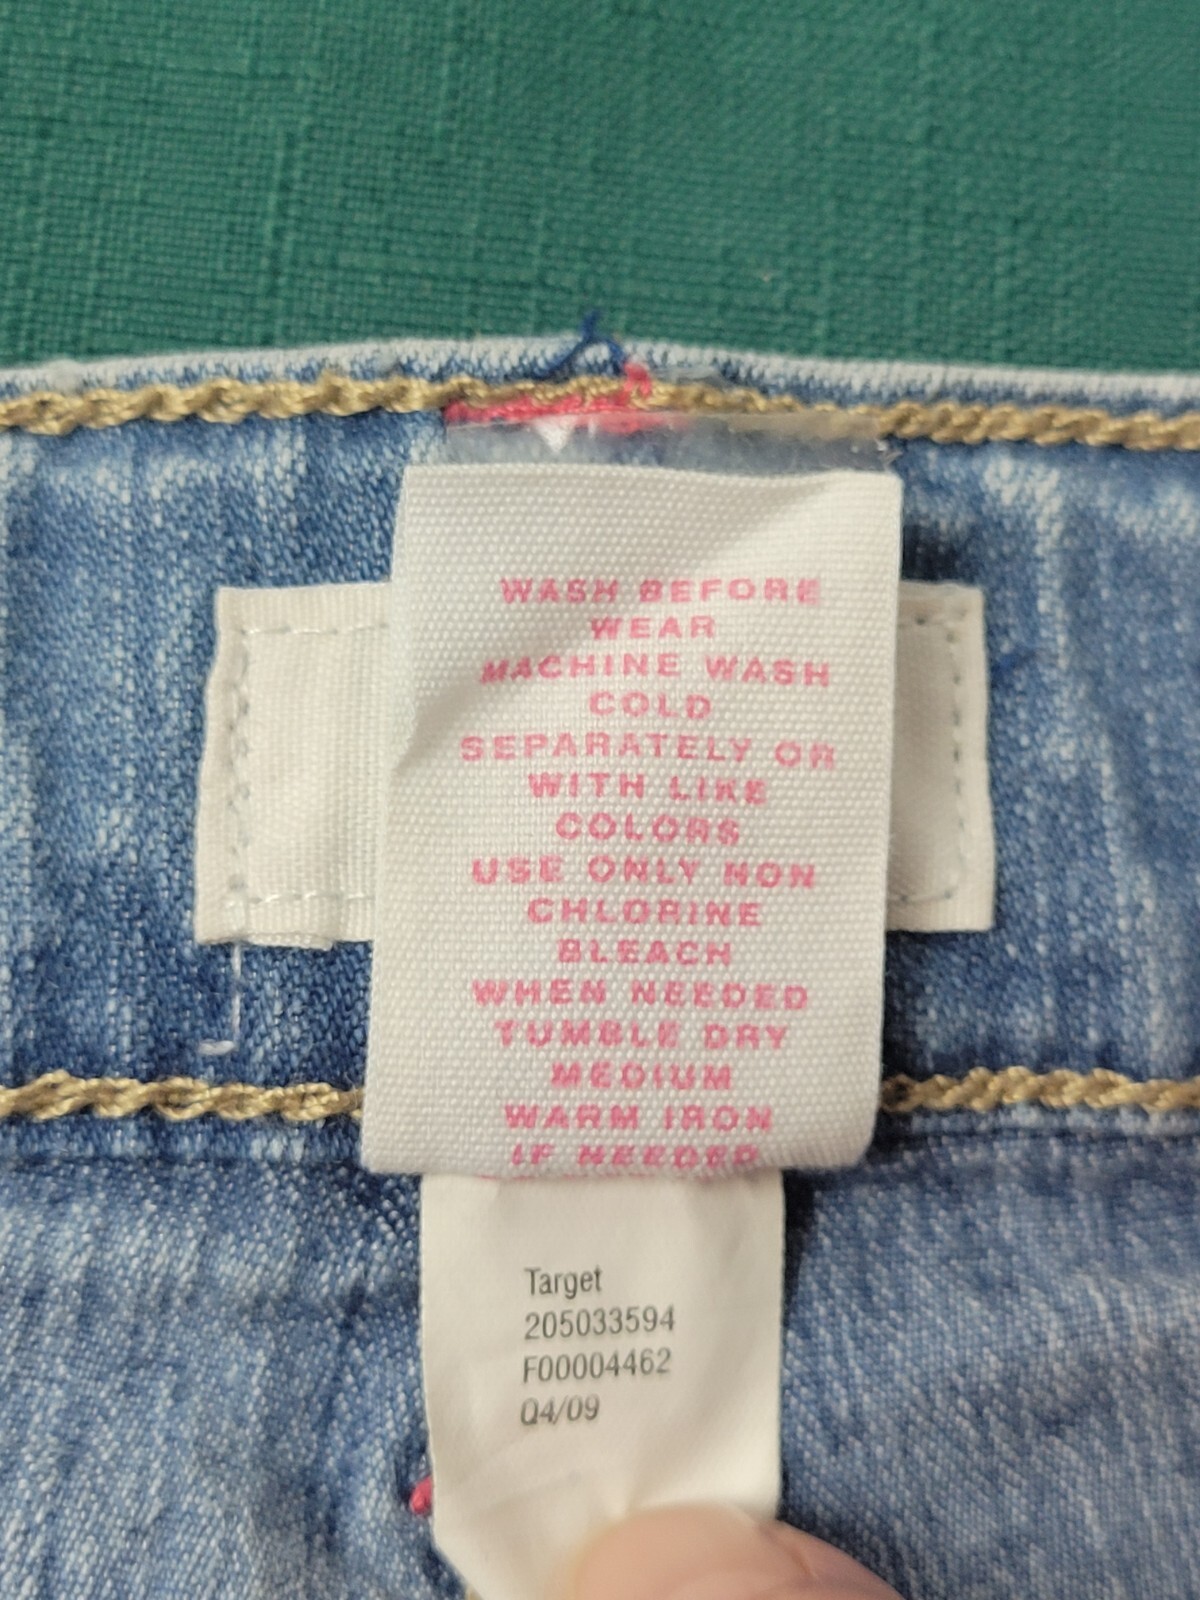 WASH BEFORE
WEAR
MACHINE WASH
COLD
SEPARATELY OR
WITH LIKE
COLORS
USE ONLY NON
CHLORINE
BLEACH
WHEN NEEDED
TUMBLE DRY
MEDIUM
WARM IRON
IF NEEDED
Target
205033594
F00004462
Q4/09